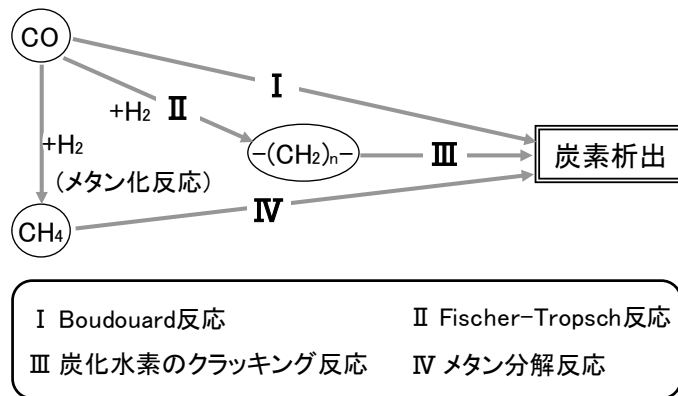 CO
Ⅰ
+H₂ Ⅱ
+H₂
-(CH₂)ₙ-
Ⅲ
炭素析出
(メタン化反応)
CH₄
Ⅳ
Ⅰ Boudouard反応
Ⅱ Fischer-Tropsch反応
Ⅲ 炭化水素のクラッキング反応
Ⅳ メタン分解反応